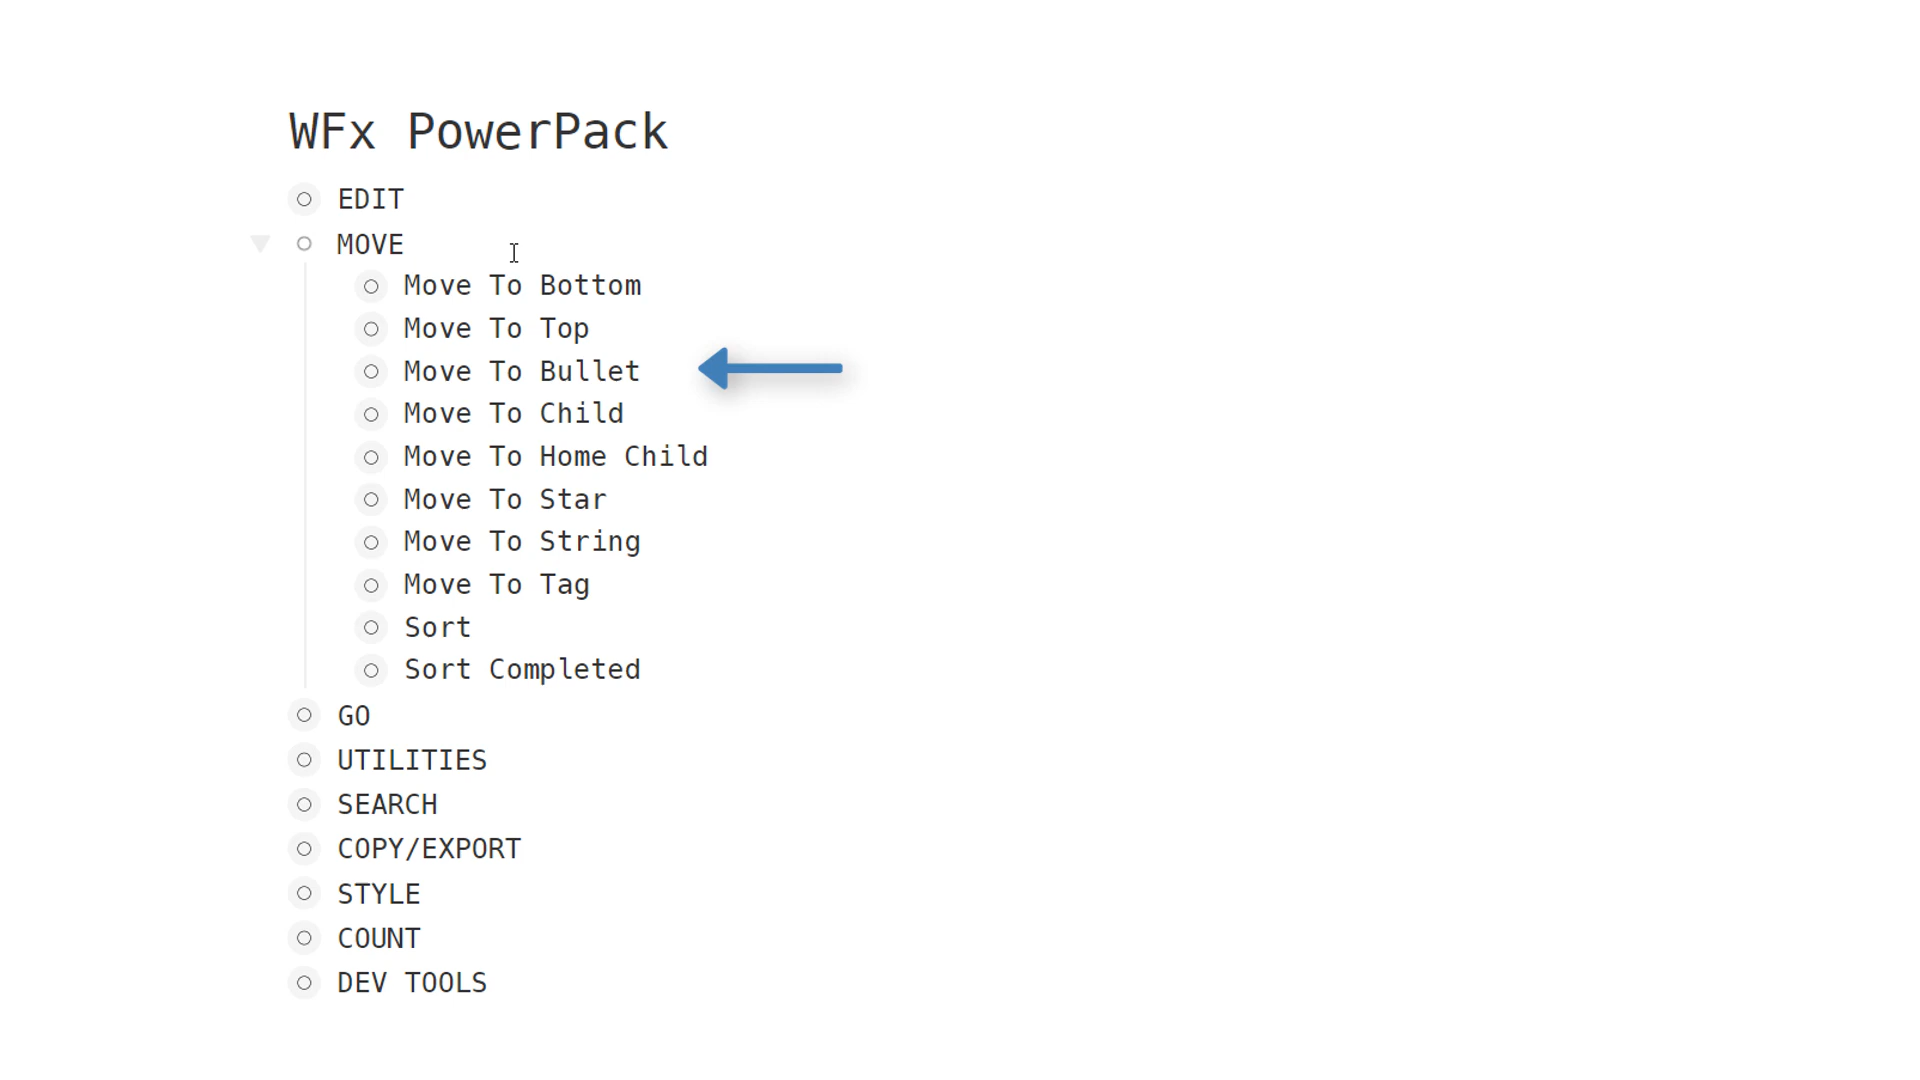 WFx PowerPack
EDIT
MOVE
Move To Bottom
Move To Top
Move To Bullet
Move To Child
Move To Home Child
Move To Star
Move To String
Move To Tag
Sort
Sort Completed
GO
UTILITIES
SEARCH
COPY/EXPORT
STYLE
COUNT
DEV TOOLS